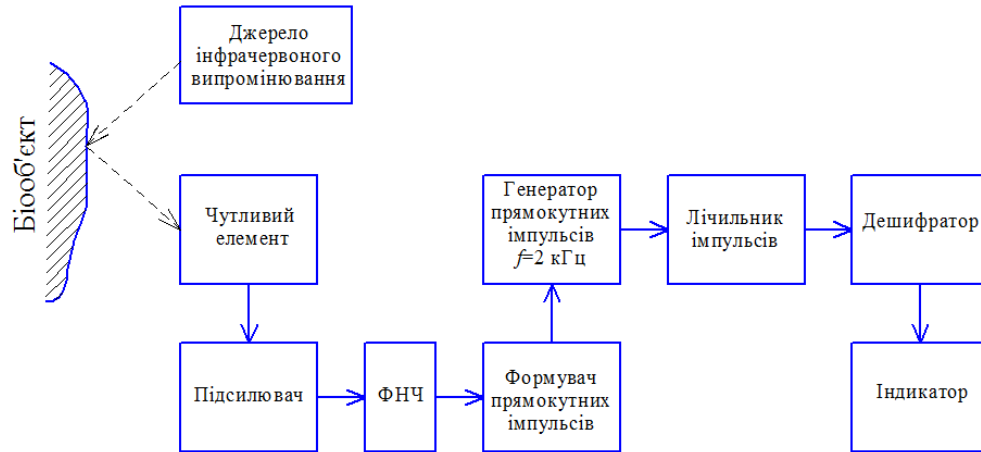 Джерело
інфрачервоного
випромінювання
Біооб'єкт
Чутливий
елемент
Генератор
прямокутних
імпульсів
f=2 кГц
Лічильник
імпульсів
Дешифратор
Підсилювач
ФНЧ
Формувач
прямокутних
імпульсів
Індикатор